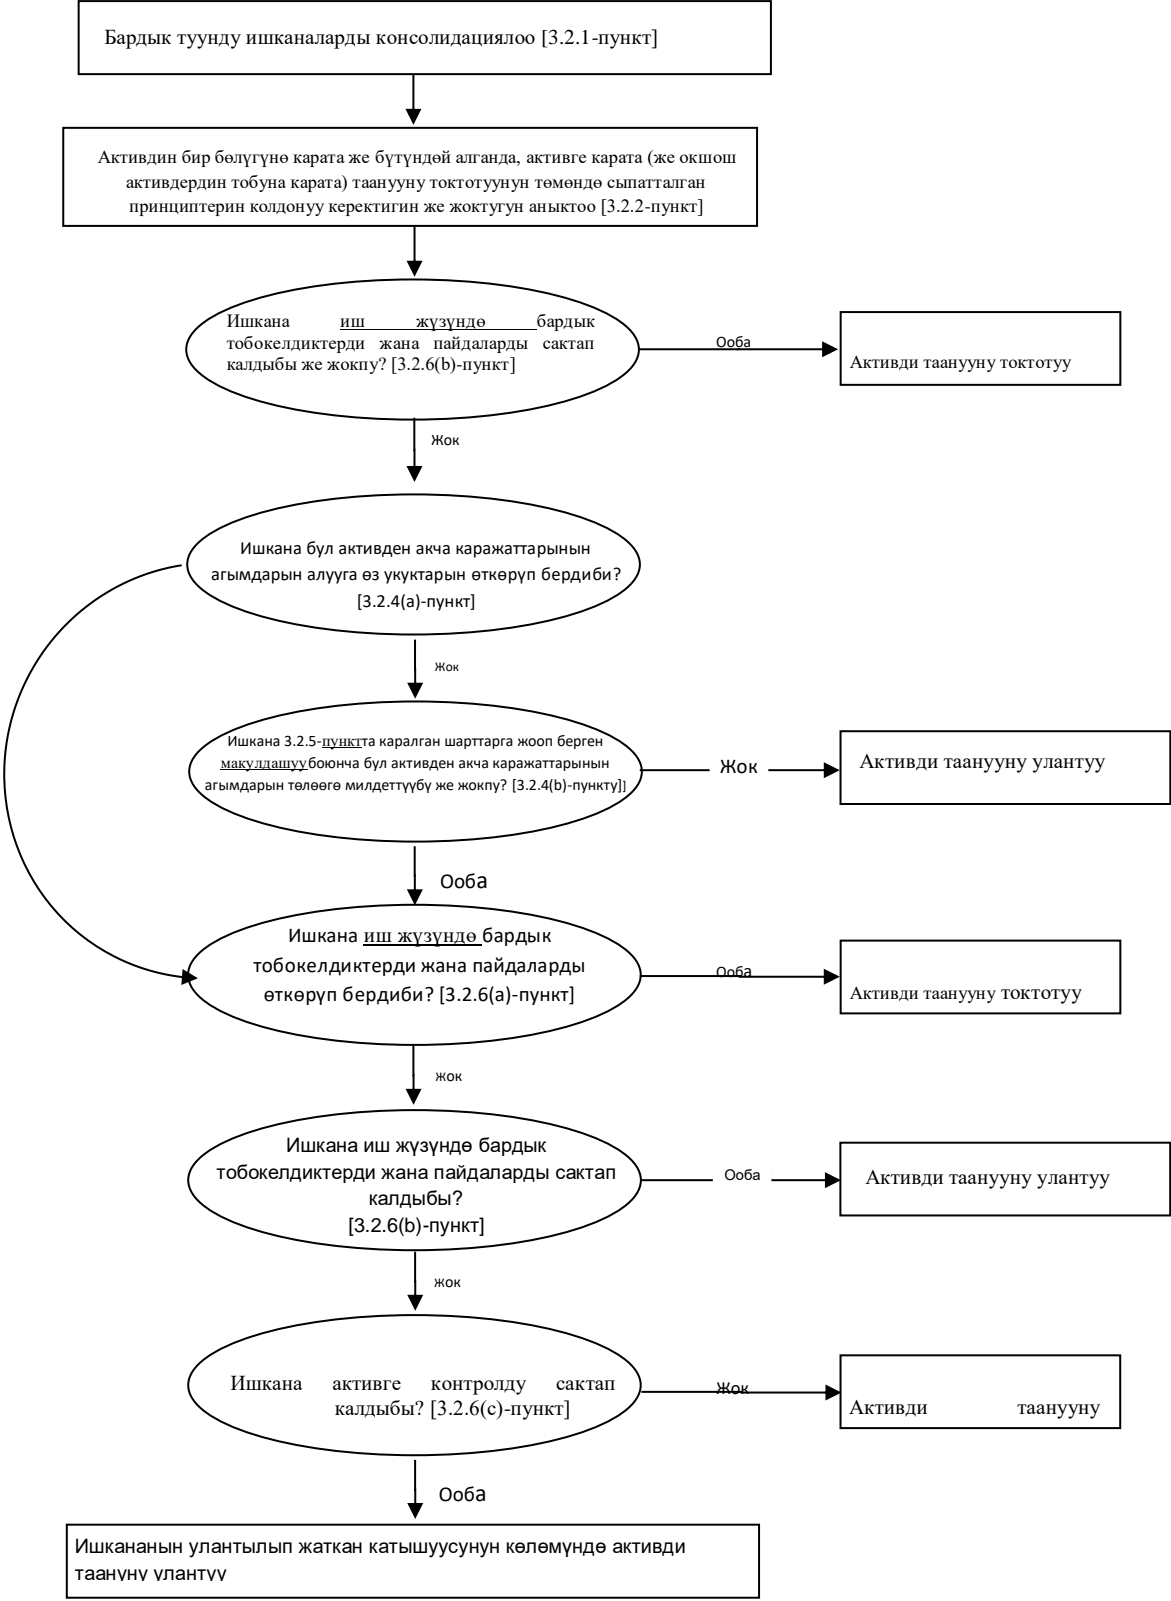 Бардык туунду ишканаларды консолидациялоо [3.2.1-пункт]
Активдин бир бөлүгүнө карата же бүтүндөй алганда, активге карата (же окшош
активдердин тобуна карата) таанууну токтотуунун төмөндө сыпатталган
принциптерин колдонуу керектигин же жоктугун аныктоо [3.2.2-пункт]
Ишкана иш жүзүндө бардык
тобокелдиктерди жана пайдаларды сактап
калдыбы же жокпу? [3.2.6(b)-пункт]
Ооба
Активди таанууну токтотуу
Жок
Ишкана бул активден акча каражаттарынын
агымдарын алууга өз укуктарын өткөрүп бердиби?
[3.2.4(a)-пункт]
Жок
Ишкана 3.2.5-пунктта каралган шарттарга жооп берген
макулдашуу боюнча бул активден акча каражаттарынын
агымдарын төлөөгө милдеттүүбү же жокпу? [3.2.4(b)-пункту]]
Жок
Активди таанууну улантуу
Ооба
Ишкана иш жүзүндө бардык
тобокелдиктерди жана пайдаларды
өткөрүп бердиби? [3.2.6(a)-пункт]
Ооба
Активди таанууну токтотуу
Жок
Ишкана иш жүзүндө бардык
тобокелдиктерди жана пайдаларды сактап
калдыбы?
[3.2.6(b)-пункт]
Ооба
Активди таанууну улантуу
Жок
Ишкана активге контролду сактап
калдыбы? [3.2.6(c)-пункт]
Жок
Активди таанууну
Ооба
Ишкананын улантылып жаткан катышуусунун көлөмүндө активди
таануну улантуу